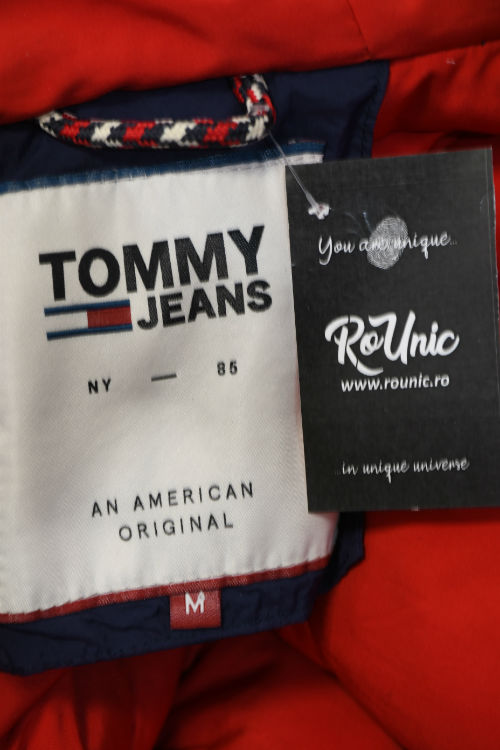 TOMMY
JEANS
NY — 85
AN AMERICAN
ORIGINAL
M
You are unique...
RoUnic
www.rounic.ro
...in unique universe